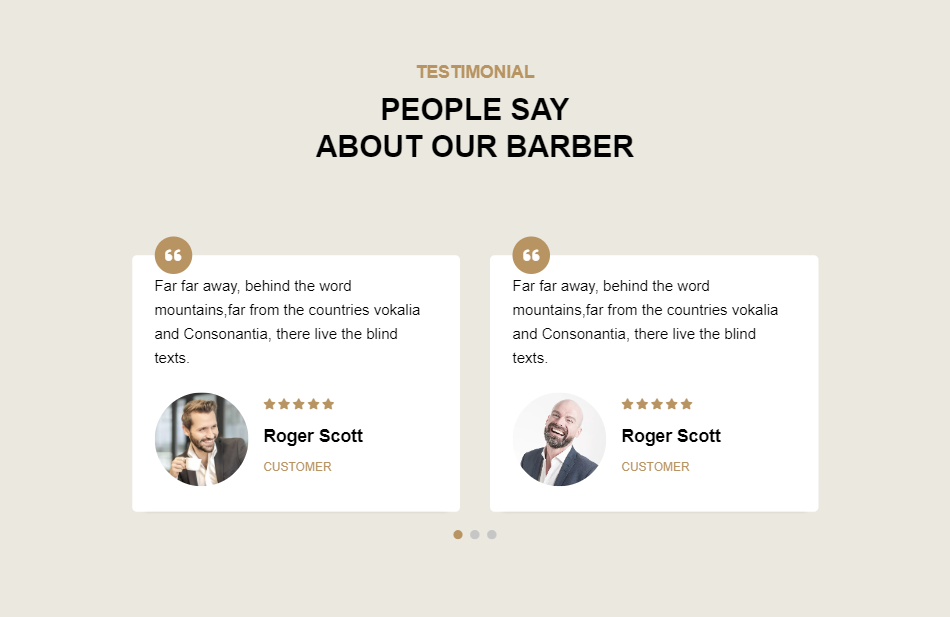 TESTIMONIAL
PEOPLE SAY
ABOUT OUR BARBER
Far far away, behind the word
mountains,far from the countries vokalia
and Consonantia, there live the blind
texts.
Roger Scott
CUSTOMER
Far far away, behind the word
mountains,far from the countries vokalia
and Consonantia, there live the blind
texts.
Roger Scott
CUSTOMER